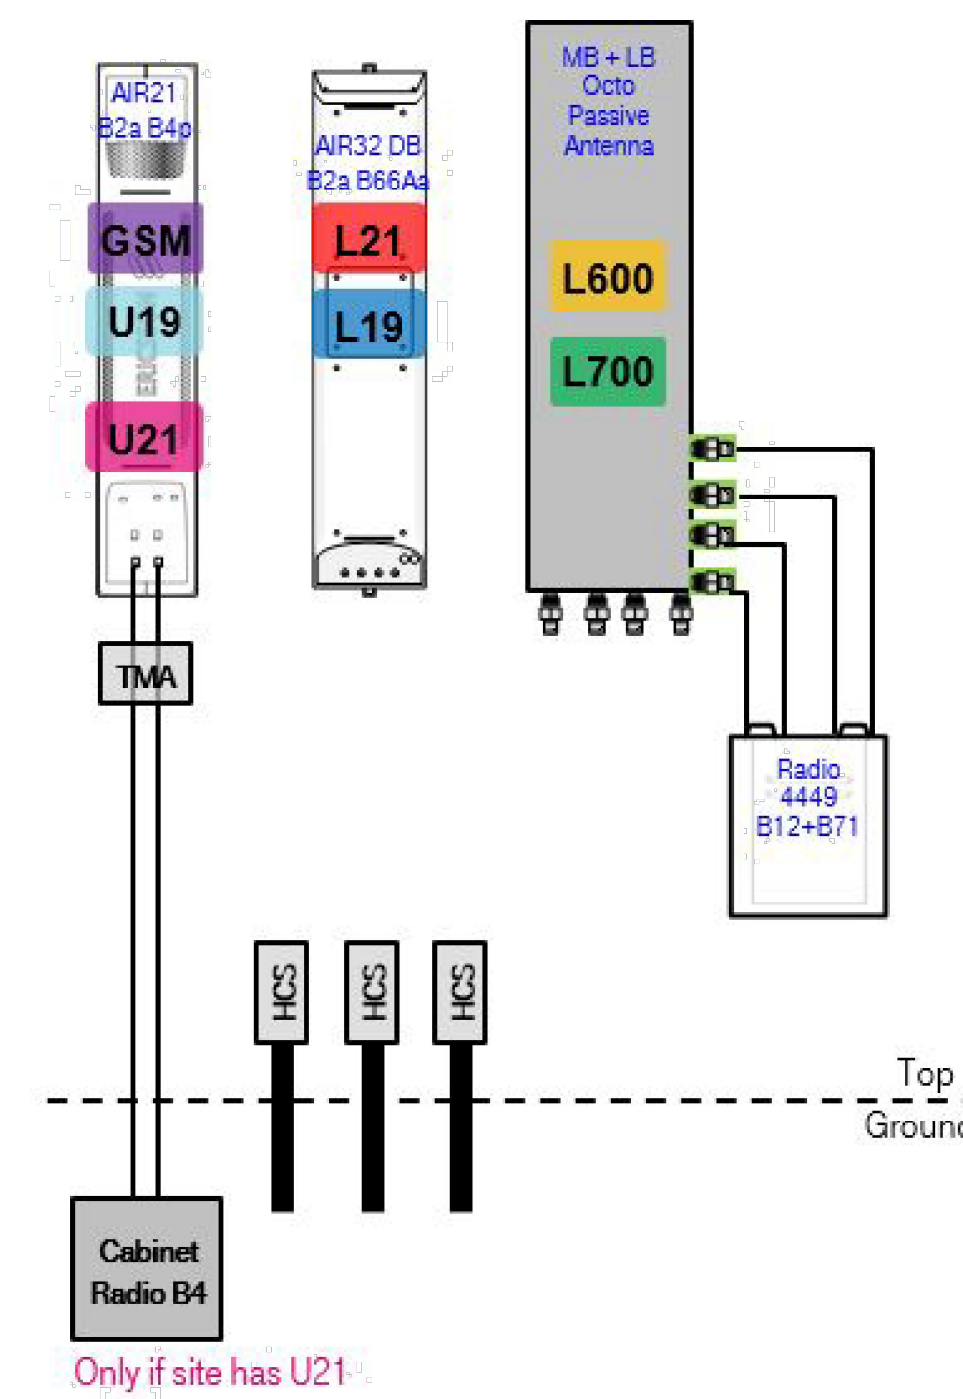 AIR21
B2a B4p
GSM
U19
U21
TMA
AIR32 DB
B2a B66Aa
L21
L19
MB + LB
Octo
Passive
Antenna
L600
L700
Radio
4449
B12+B71
HCS
HCS
HCS
Top
Ground
Cabinet
Radio B4
Only if site has U21